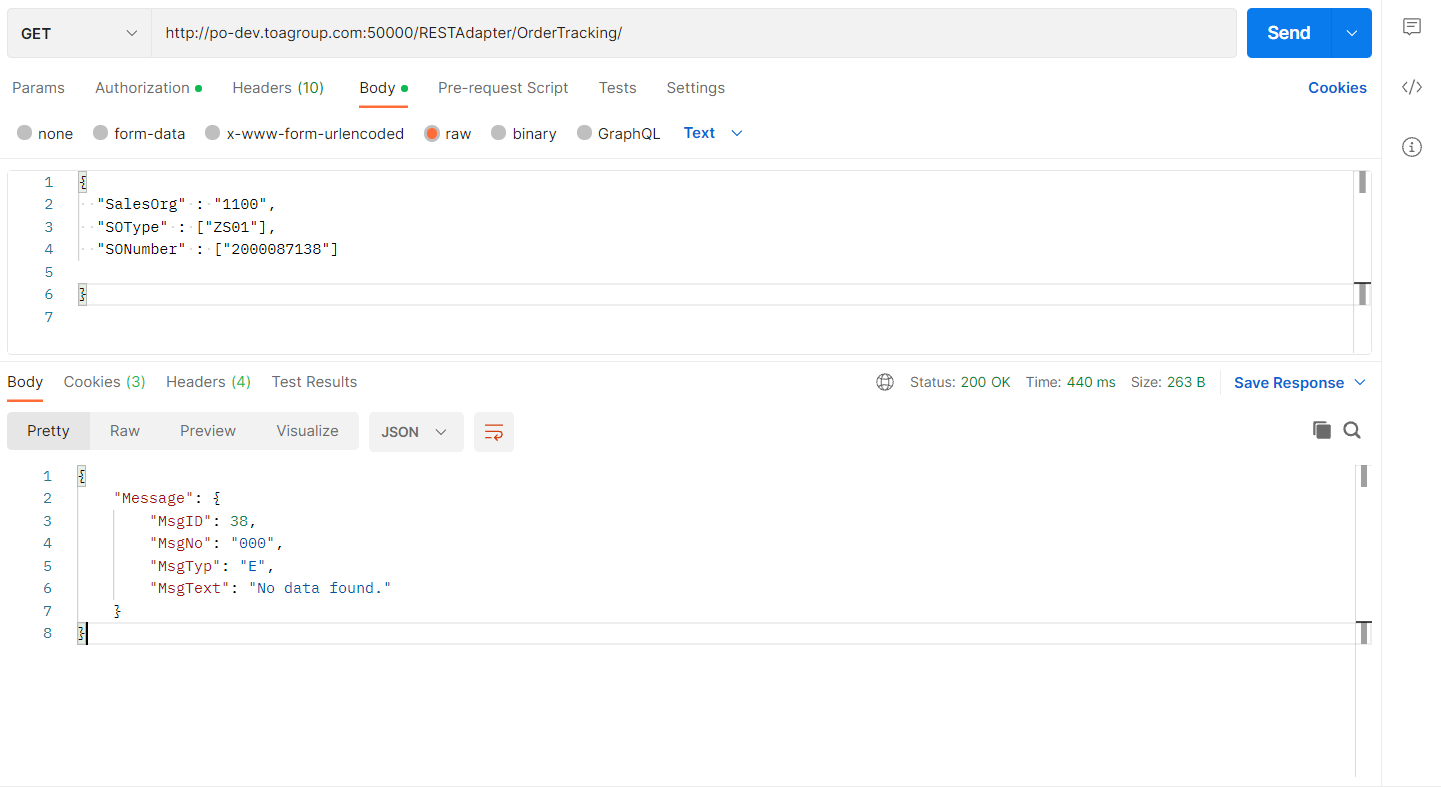 GET http://po-dev.toagroup.com:50000/RESTAdapter/OrderTracking/ Send
Params Authorization Headers (10) Body Pre-request Script Tests Settings Cookies
none form-data x-www-form-urlencoded raw binary GraphQL Text
1 {
2 "SalesOrg" : "1100",
3 "SOType" : ["ZS01"],
4 "SONumber" : ["2000087138"]
5
6 }
7
Body Cookies (3) Headers (4) Test Results Status: 200 OK Time: 440 ms Size: 263 B Save Response
Pretty Raw Preview Visualize JSON
1 {
2 "Message": {
3 "MsgID": 38,
4 "MsgNo": "000",
5 "MsgTyp": "E",
6 "MsgText": "No data found."
7 }
8 }